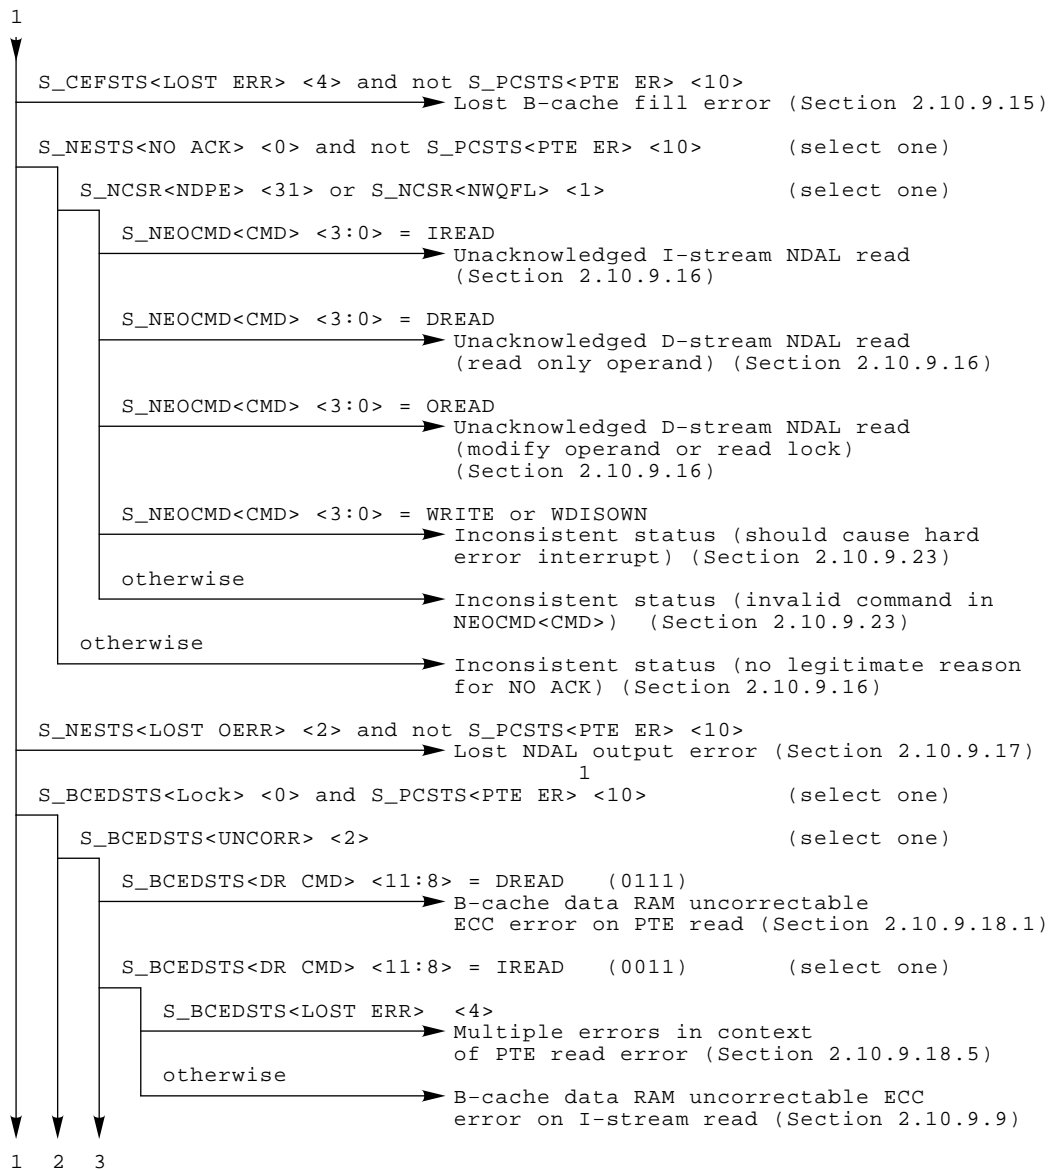 1
S_CEFSTS<LOST ERR> <4> and not S_PCSTS<PTE ER> <10>
Lost B-cache fill error (Section 2.10.9.15)
S_NESTS<NO ACK> <0> and not S_PCSTS<PTE ER> <10> (select one)
S_NCSR<NDPE> <31> or S_NCSR<NWQFL> <1> (select one)
S_NEOCMD<CMD> <3:0> = IREAD
Unacknowledged I-stream NDAL read
(Section 2.10.9.16)
S_NEOCMD<CMD> <3:0> = DREAD
Unacknowledged D-stream NDAL read
(read only operand) (Section 2.10.9.16)
S_NEOCMD<CMD> <3:0> = OREAD
Unacknowledged D-stream NDAL read
(modify operand or read lock)
(Section 2.10.9.16)
S_NEOCMD<CMD> <3:0> = WRITE or WDISOWN
Inconsistent status (should cause hard
error interrupt) (Section 2.10.9.23)
otherwise
Inconsistent status (invalid command in
NEOCMD<CMD>) (Section 2.10.9.23)
otherwise
Inconsistent status (no legitimate reason
for NO ACK) (Section 2.10.9.16)
S_NESTS<LOST OERR> <2> and not S_PCSTS<PTE ER> <10>
Lost NDAL output error (Section 2.10.9.17)
1
S_BCEDSTS<Lock> <0> and S_PCSTS<PTE ER> <10> (select one)
S_BCEDSTS<UNCORR> <2> (select one)
S_BCEDSTS<DR CMD> <11:8> = DREAD (0111)
B-cache data RAM uncorrectable
ECC error on PTE read (Section 2.10.9.18.1)
S_BCEDSTS<DR CMD> <11:8> = IREAD (0011) (select one)
S_BCEDSTS<LOST ERR> <4>
Multiple errors in context
of PTE read error (Section 2.10.9.18.5)
otherwise
B-cache data RAM uncorrectable ECC
error on I-stream read (Section 2.10.9.9)
1 2 3